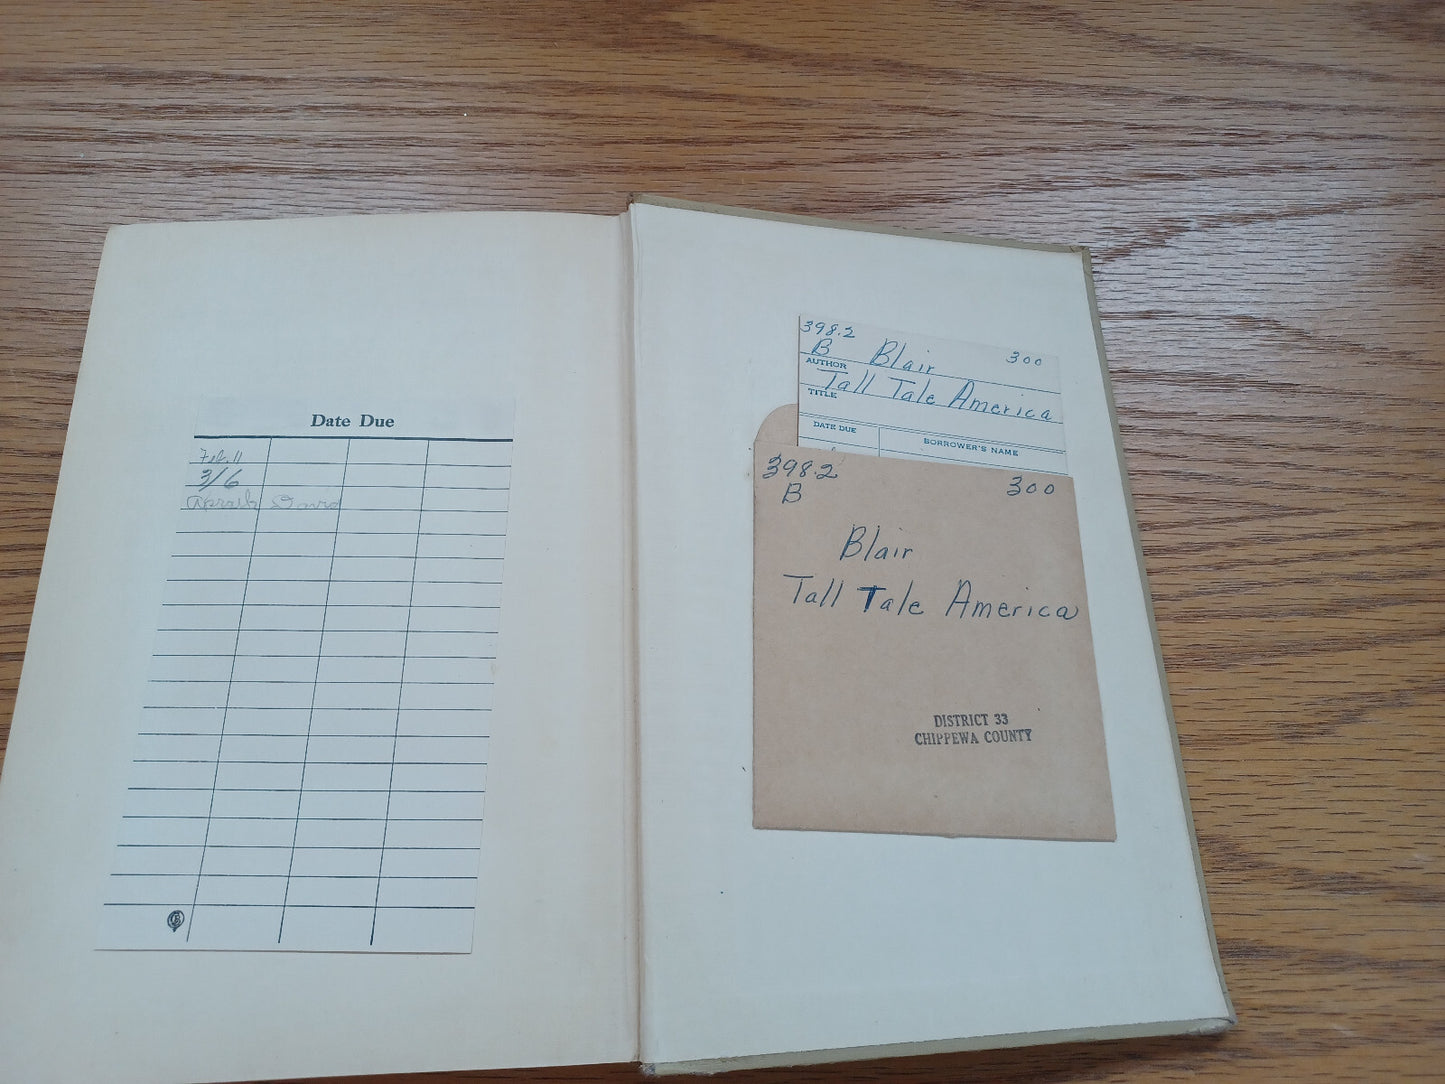 Date Due
Feb. 11
3/6
David
398.2
B Blair 300
AUTHOR
Tall Tale America
TITLE
DATE DUE BORROWER'S NAME
398.2 300
B
Blair
Tall Tale America
DISTRICT 33
CHIPPEWA COUNTY